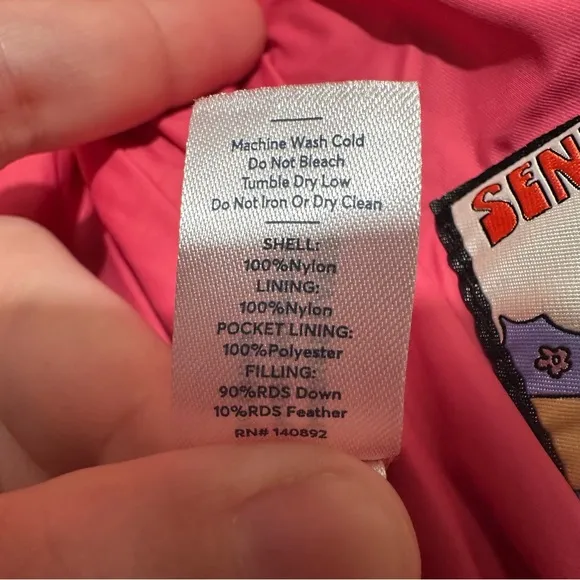 Machine Wash Cold
Do Not Bleach
Tumble Dry Low
Do Not Iron Or Dry Clean
SHELL:
100%Nylon
LINING:
100%Nylon
POCKET LINING:
100%Polyester
FILLING:
90%RDS Down
10%RDS Feather
RN# 140892
SEN